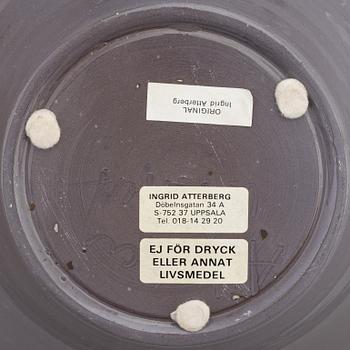 ORIGINAL
Ingrid Atterberg
INGRID ATTERBERG
Döbelnsgatan 34 A
S-752 37 UPPSALA
Tel. 018-14 29 20
EJ FÖR DRYCK
ELLER ANNAT
LIVSMEDEL